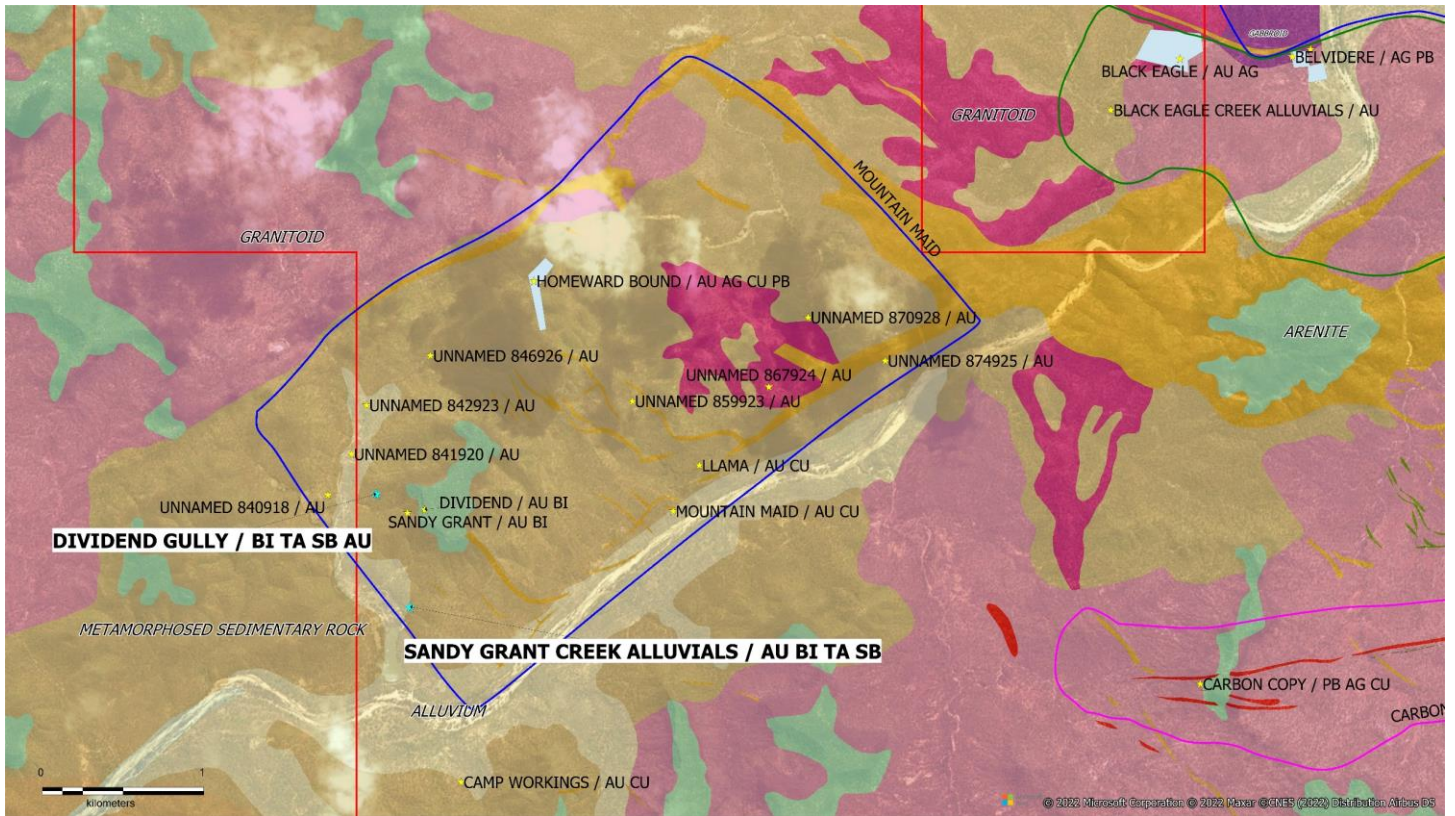 GABBROID
BELVIDERE / AG PB
BLACK EAGLE / AU AG
BLACK EAGLE CREEK ALLUVIALS / AU
GRANITOID
MOUNTAIN MAID
GRANITOID
HOMEWARD BOUND / AU AG CU PB
UNNAMED 870928 / AU
ARENITE
UNNAMED 846926 / AU
UNNAMED 874925 / AU
UNNAMED 867924 / AU
UNNAMED 859923 / AU
UNNAMED 842923 / AU
UNNAMED 841920 / AU
LLAMA / AU CU
DIVIDEND / AU BI
UNNAMED 840918 / AU
SANDY GRANT / AU BI
MOUNTAIN MAID / AU CU
DIVIDEND GULLY / BI TA SB AU
METAMORPHOSED SEDIMENTARY ROCK
SANDY GRANT CREEK ALLUVIALS / AU BI TA SB
CARBON COPY / PB AG CU
ALLUVIUM
CARBON
CAMP WORKINGS / AU CU
0 1
kilometers
© 2022 Microsoft Corporation © 2022 Maxar ©CNES (2022) Distribution Airbus DS